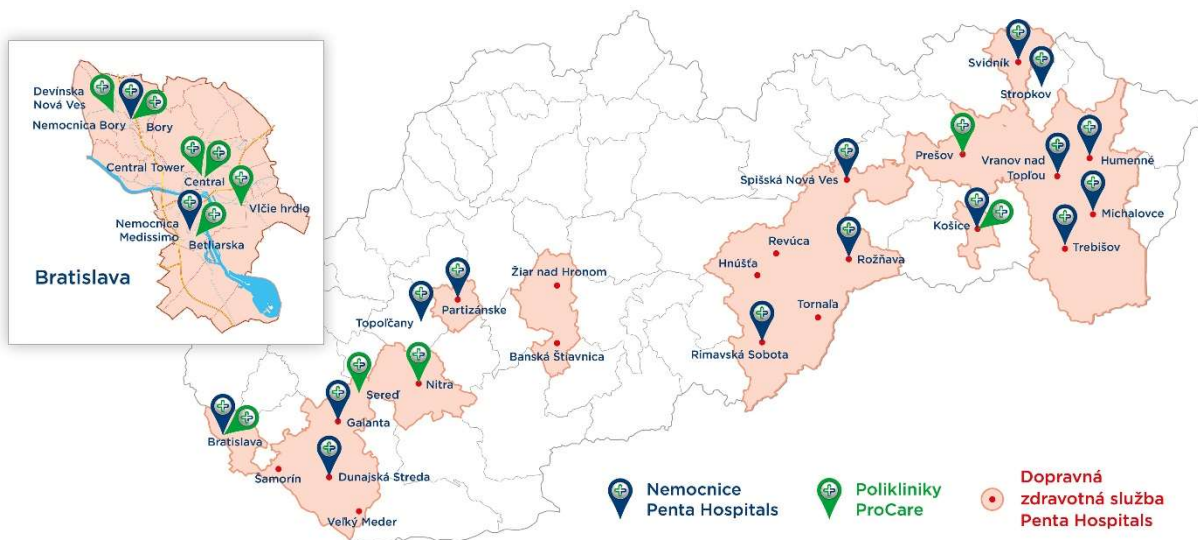 Devínska
Nová Ves
Nemocnica Bory
Bory
Central Tower
Central
Vlčie hrdlo
Nemocnica
Medissimo
Betliarska
Bratislava
Svidník
Stropkov
Prešov
Vranov nad
Topľou
Humenné
Spišská Nová Ves
Michalovce
Košice
Trebišov
Revúca
Rožňava
Hnúšťa
Žiar nad Hronom
Partizánske
Topoľčany
Tornaľa
Rimavská Sobota
Banská Štiavnica
Nitra
Sereď
Galanta
Bratislava
Šamorín
Dunajská Streda
Veľký Meder
Nemocnice
Penta Hospitals
Polikliniky
ProCare
Dopravná
zdravotná služba
Penta Hospitals